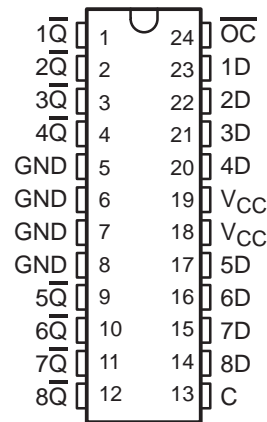 1Q̅ 1 24 O̅C̅
2Q̅ 2 23 1D
3Q̅ 3 22 2D
4Q̅ 4 21 3D
GND 5 20 4D
GND 6 19 VCC
GND 7 18 VCC
GND 8 17 5D
5Q̅ 9 16 6D
6Q̅ 10 15 7D
7Q̅ 11 14 8D
8Q̅ 12 13 C